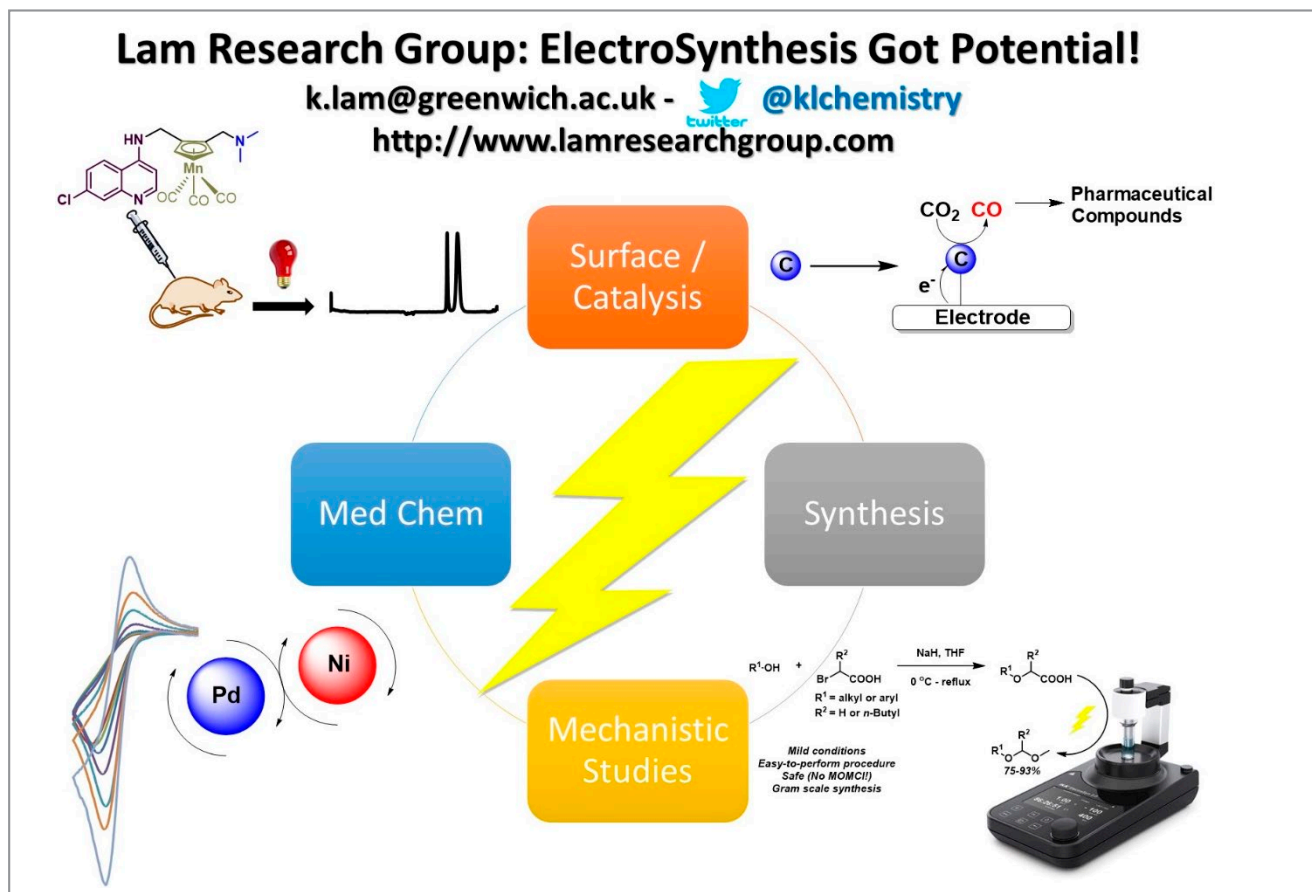 Lam Research Group: ElectroSynthesis Got Potential!
k.lam@greenwich.ac.uk - twitter @klchemistry
http://www.lamresearchgroup.com
HN
N
Mn
Cl
N
OC CO CO
Surface /
Catalysis
C
CO2 CO
Pharmaceutical
Compounds
C
e-
Electrode
Med Chem
Synthesis
Pd
Ni
Mechanistic
Studies
R1-OH + Br R2 COOH
R1 = alkyl or aryl
R2 = H or n-Butyl
NaH, THF
0 °C - reflux
R1 O R2 COOH
R1 O R2 O
75-93%
Mild conditions
Easy-to-perform procedure
Safe (No MOMCl!)
Gram scale synthesis